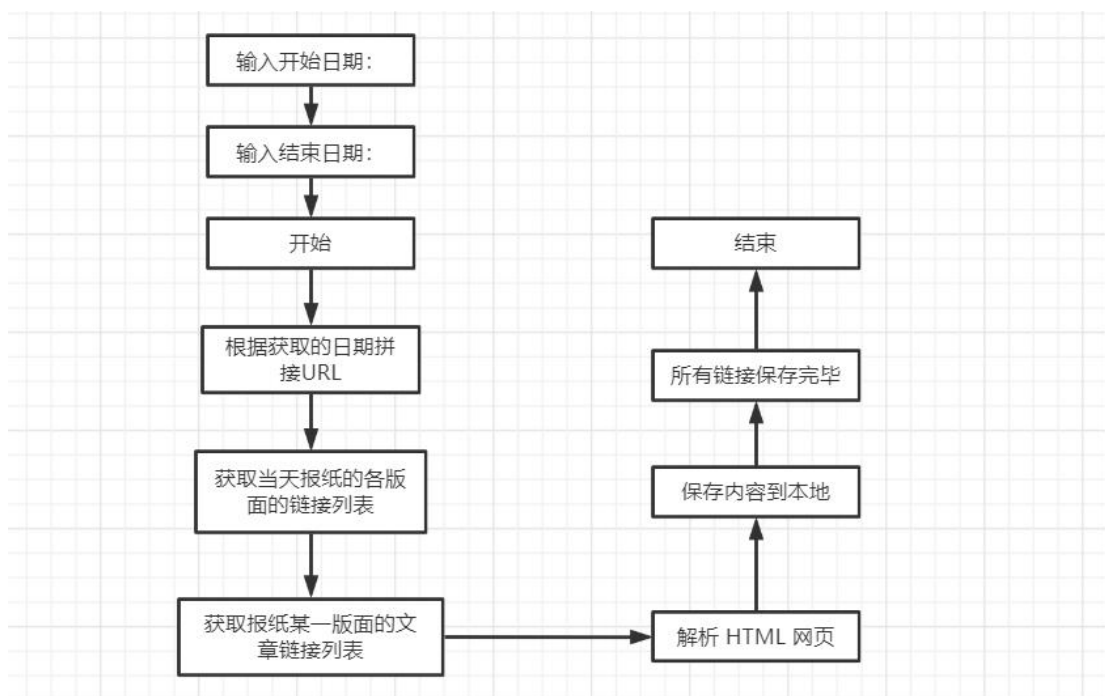 输入开始日期：
输入结束日期：
开始
根据获取的日期拼
接URL
获取当天报纸的各版
面的链接列表
获取报纸某一版面的文
章链接列表
解析 HTML 网页
保存内容到本地
所有链接保存完毕
结束